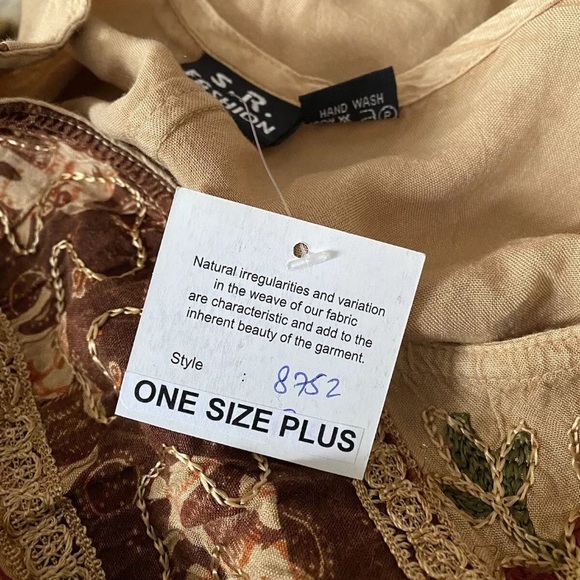 S.R.
FASHION
HAND WASH
Natural irregularities and variation
in the weave of our fabric
are characteristic and add to the
inherent beauty of the garment.
Style : 8752
ONE SIZE PLUS